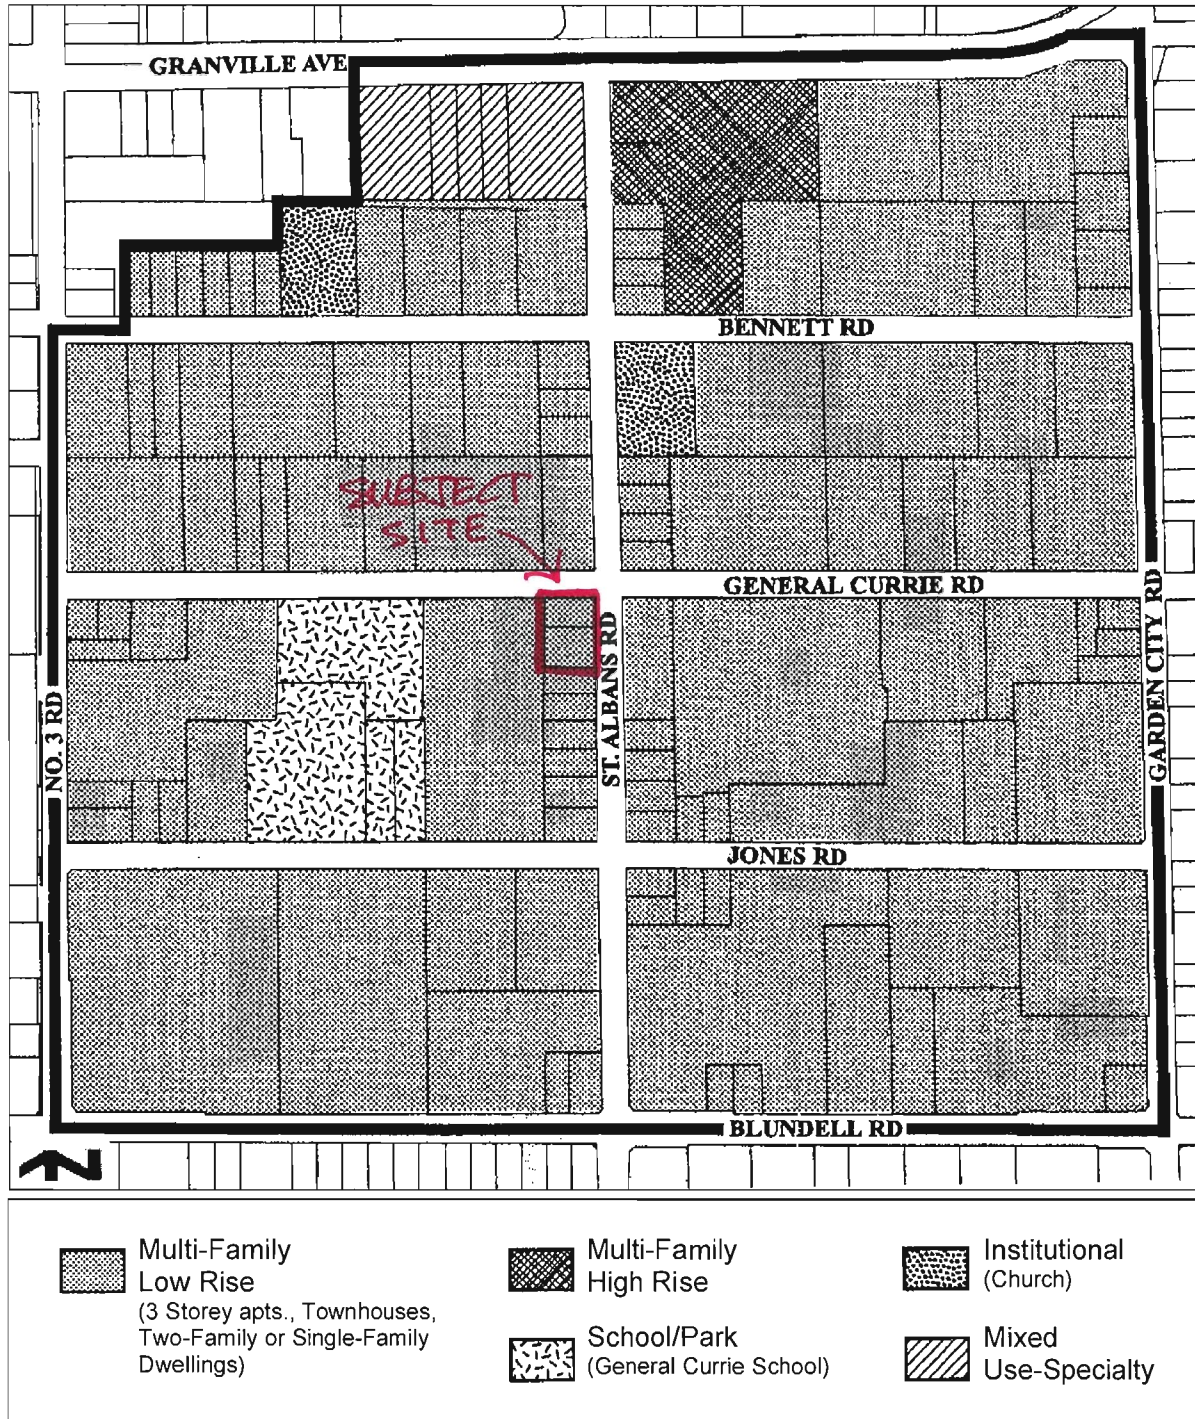 GRANVILLE AVE
BENNETT RD
SUBJECT
SITE
GENERAL CURRIE RD
NO. 3 RD
ST. ALBANS RD
GARDEN CITY RD
JONES RD
BLUNDELL RD
N
Multi-Family
Low Rise
(3 Storey apts., Townhouses,
Two-Family or Single-Family
Dwellings)
Multi-Family
High Rise
School/Park
(General Currie School)
Institutional
(Church)
Mixed
Use-Specialty